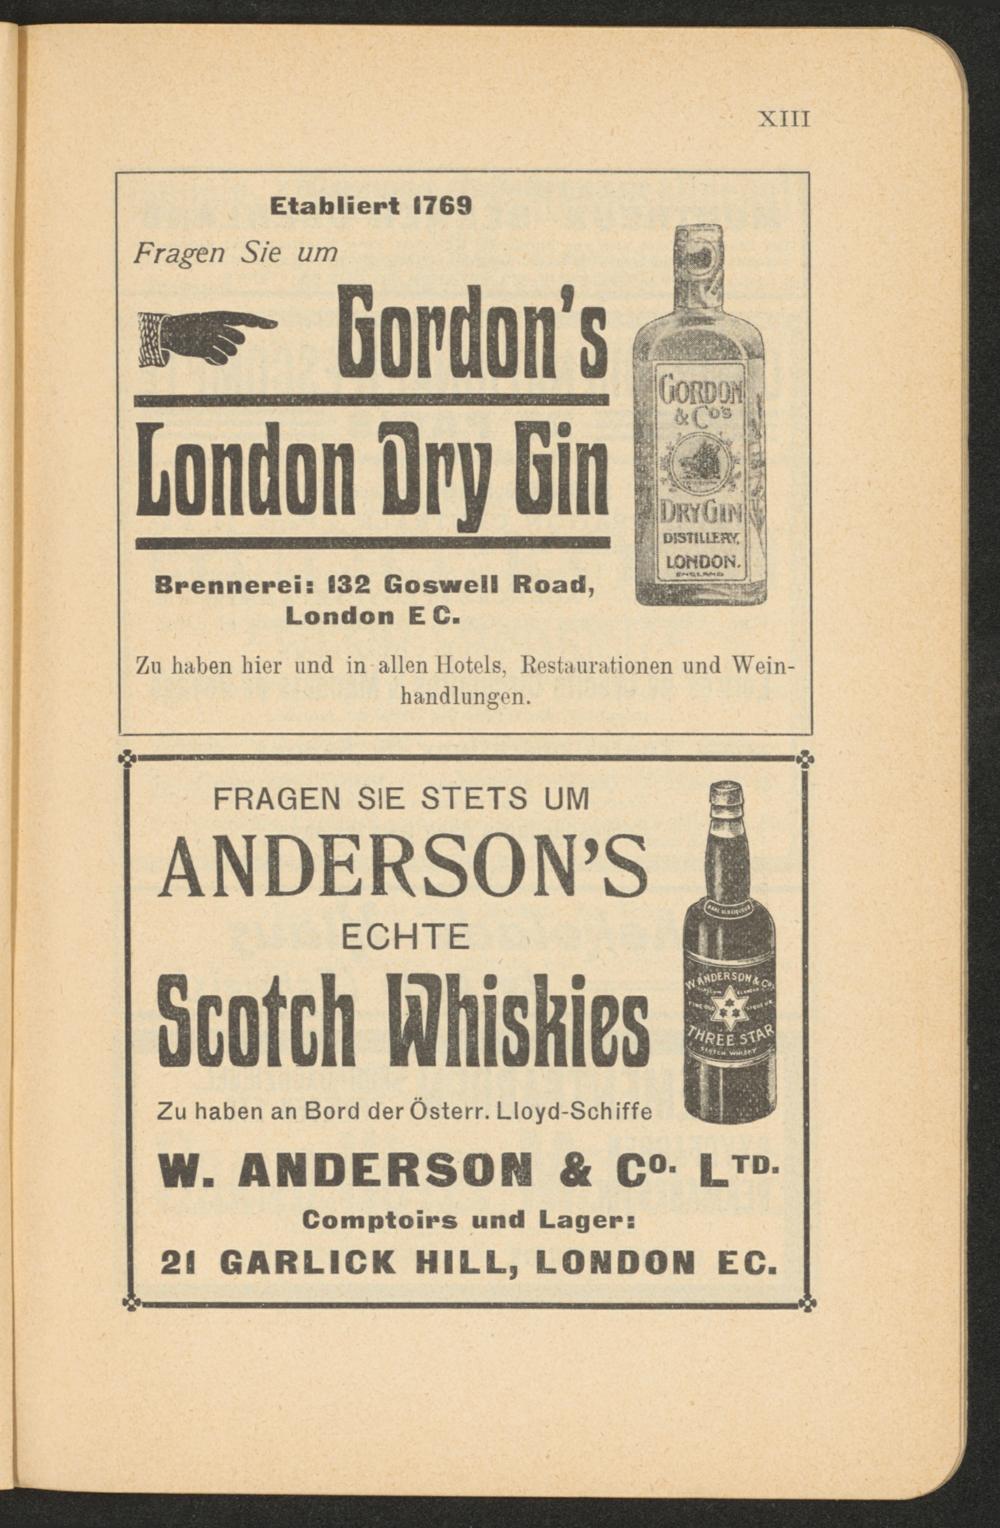 XIII
Etabliert 1769
Fragen Sie um
Gordon's
London Dry Gin
GORDON
& Co's
DRY GIN
DISTILLERY,
LONDON.
ENGLAND
Brennerei: 132 Goswell Road,
London E C.
Zu haben hier und in allen Hotels, Restaurationen und Wein-
handlungen.
FRAGEN SIE STETS UM
ANDERSON'S
ECHTE
Scotch Whiskies
W. ANDERSON & Co
THREE STAR
SCOTCH WHISKY
Zu haben an Bord der Österr. Lloyd-Schiffe
W. ANDERSON & Co. LTD.
Comptoirs und Lager:
21 GARLICK HILL, LONDON EC.